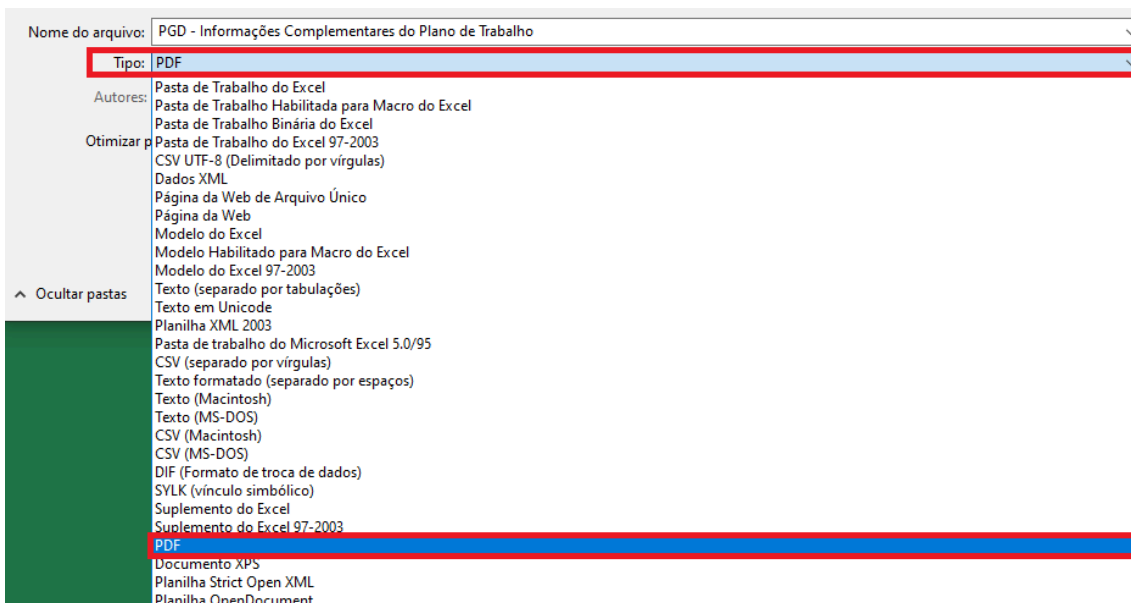 Nome do arquivo: PGD - Informações Complementares do Plano de Trabalho
Tipo: PDF
Autores:
Otimizar p
Pasta de Trabalho do Excel
Pasta de Trabalho Habilitada para Macro do Excel
Pasta de Trabalho Binária do Excel
Pasta de Trabalho do Excel 97-2003
CSV UTF-8 (Delimitado por vírgulas)
Dados XML
Página da Web de Arquivo Único
Página da Web
Modelo do Excel
Modelo Habilitado para Macro do Excel
Modelo do Excel 97-2003
Ocultar pastas
Texto (separado por tabulações)
Texto em Unicode
Planilha XML 2003
Pasta de trabalho do Microsoft Excel 5.0/95
CSV (separado por vírgulas)
Texto formatado (separado por espaços)
Texto (Macintosh)
Texto (MS-DOS)
CSV (Macintosh)
CSV (MS-DOS)
DIF (Formato de troca de dados)
SYLK (vínculo simbólico)
Suplemento do Excel
Suplemento do Excel 97-2003
PDF
Documento XPS
Planilha Strict Open XML
Planilha OpenDocument